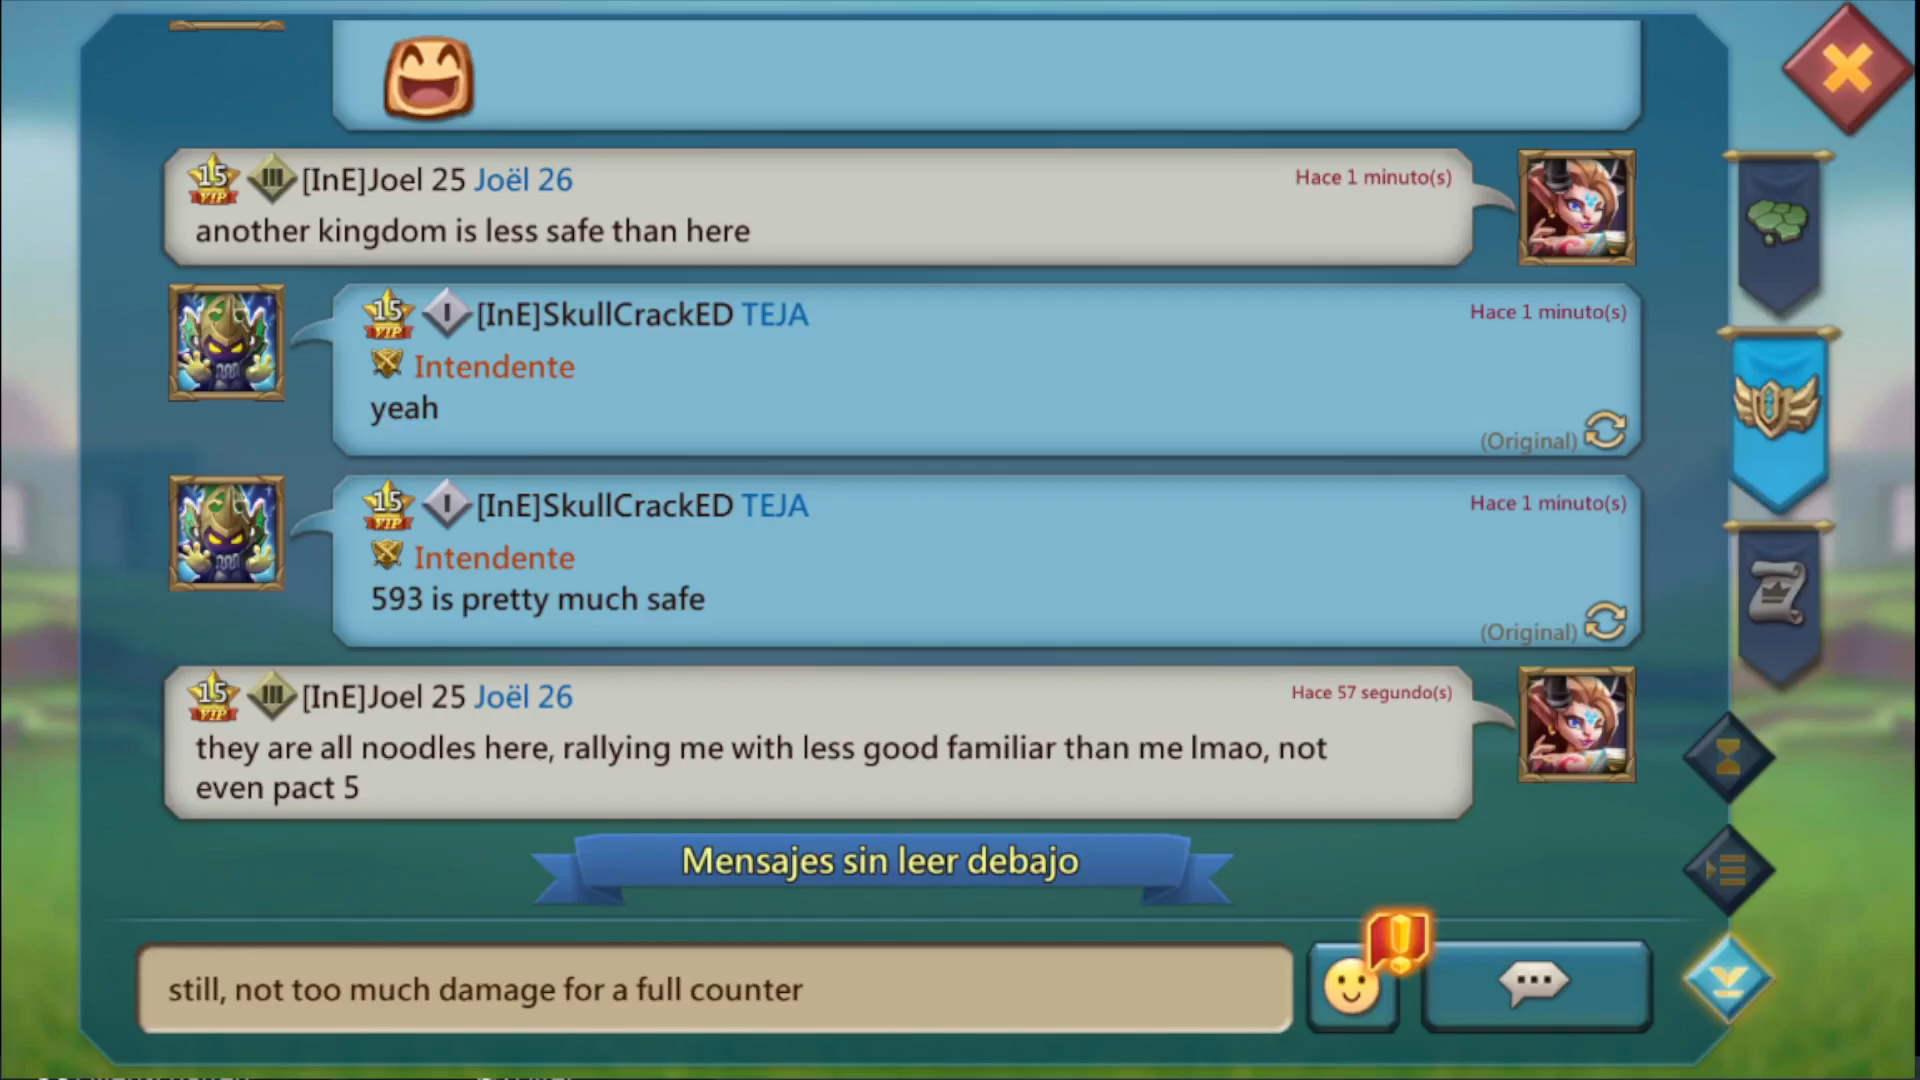 15 VIP III [InE]Joel 25 Joël 26 Hace 1 minuto(s)
another kingdom is less safe than here
15 VIP I [InE]SkullCrackED TEJA Hace 1 minuto(s)
Intendente
yeah
(Original)
15 VIP I [InE]SkullCrackED TEJA Hace 1 minuto(s)
Intendente
593 is pretty much safe
(Original)
15 VIP III [InE]Joel 25 Joël 26 Hace 57 segundo(s)
they are all noodles here, rallying me with less good familiar than me lmao, not
even pact 5
Mensajes sin leer debajo
still, not too much damage for a full counter